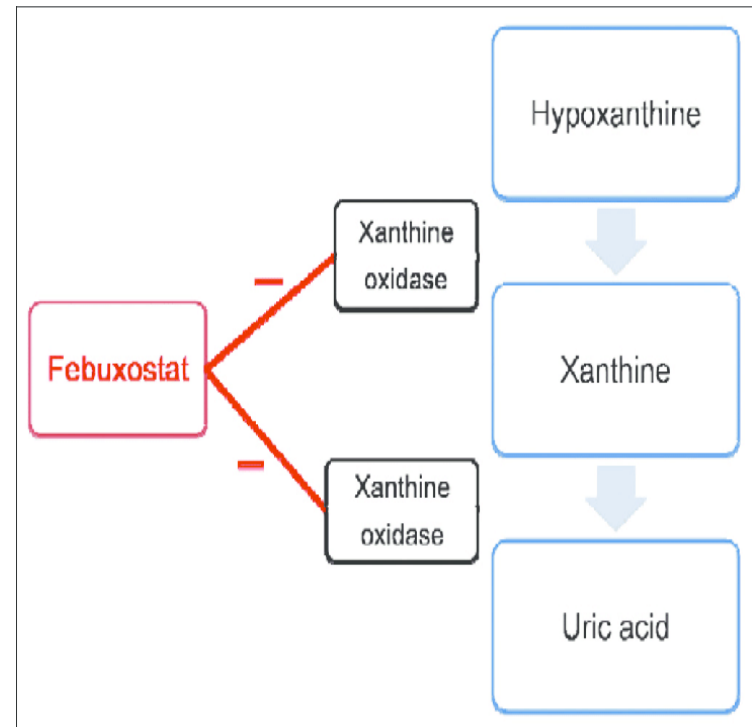 Hypoxanthine
Xanthine
oxidase
Febuxostat
–
Xanthine
–
Xanthine
oxidase
Uric acid